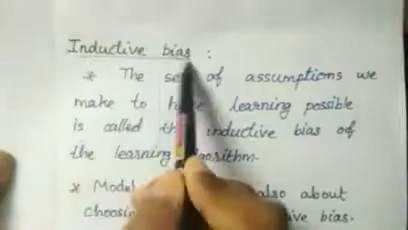 Inductive bias :
* The set of assumptions we
make to have learning possible
is called the inductive bias of
the learning algorithm.
* Model also about
choosing bias.